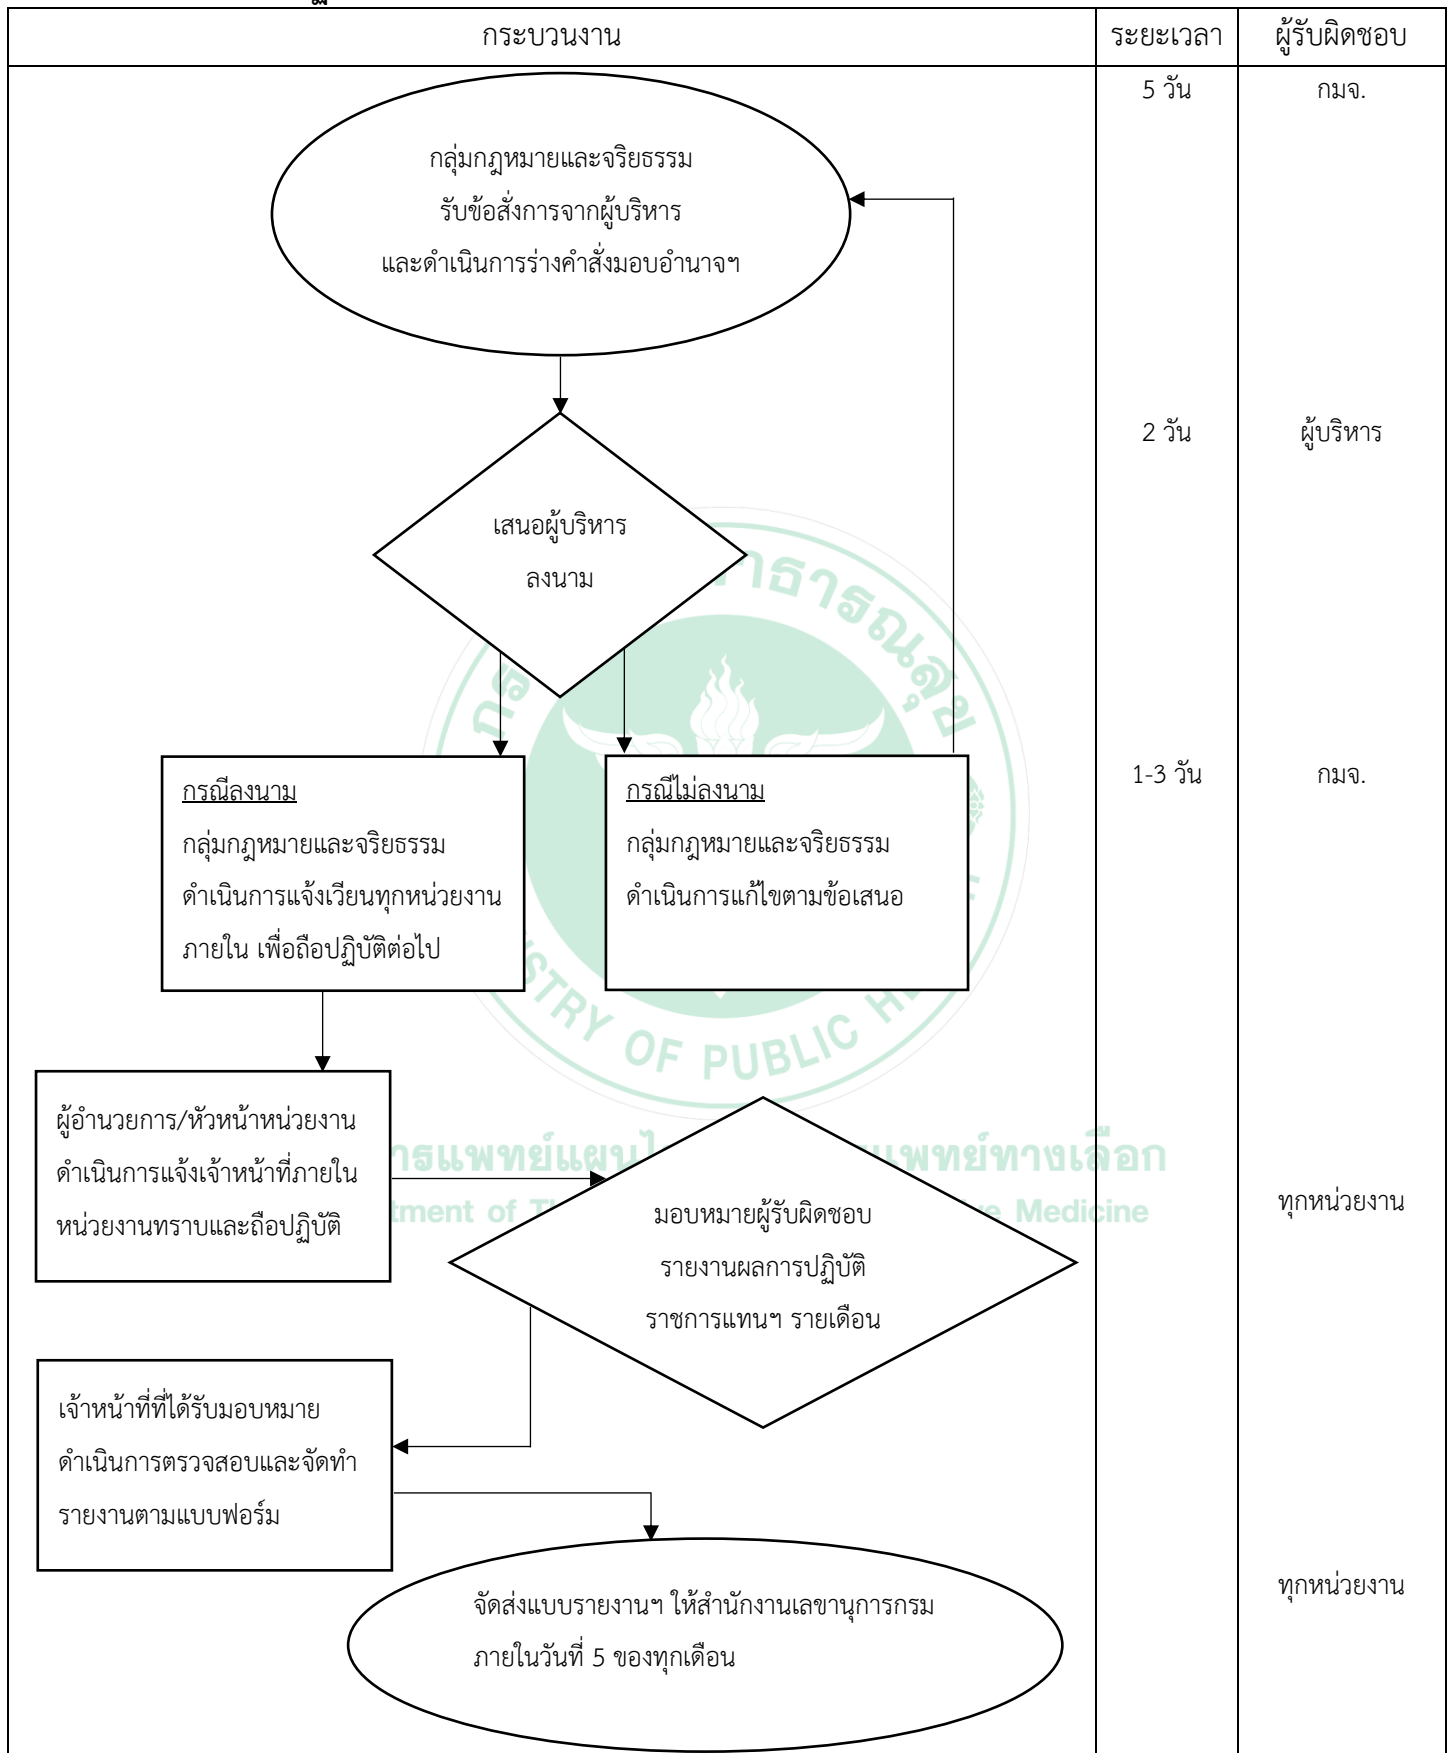 กระบวนงาน ระยะเวลา ผู้รับผิดชอบ
5 วัน กมจ.
กลุ่มกฎหมายและจริยธรรม
รับข้อสั่งการจากผู้บริหาร
และดำเนินการร่างคำสั่งมอบอำนาจฯ
2 วัน ผู้บริหาร
เสนอผู้บริหาร
ลงนาม
1-3 วัน กมจ.
กรณีลงนาม
กลุ่มกฎหมายและจริยธรรม
ดำเนินการแจ้งเวียนทุกหน่วยงาน
ภายใน เพื่อถือปฏิบัติต่อไป
กรณีไม่ลงนาม
กลุ่มกฎหมายและจริยธรรม
ดำเนินการแก้ไขตามข้อเสนอ
OF PUBLIC
ผู้อำนวยการ/หัวหน้าหน่วยงาน
ดำเนินการแจ้งเจ้าหน้าที่ภายใน
หน่วยงานทราบและถือปฏิบัติ
แพทย์ทางเลือก
of Medicine
ทุกหน่วยงาน
มอบหมายผู้รับผิดชอบ
รายงานผลการปฏิบัติ
ราชการแทนฯ รายเดือน
เจ้าหน้าที่ที่ได้รับมอบหมาย
ดำเนินการตรวจสอบและจัดทำ
รายงานตามแบบฟอร์ม
ทุกหน่วยงาน
จัดส่งแบบรายงานฯ ให้สำนักงานเลขานุการกรม
ภายในวันที่ 5 ของทุกเดือน